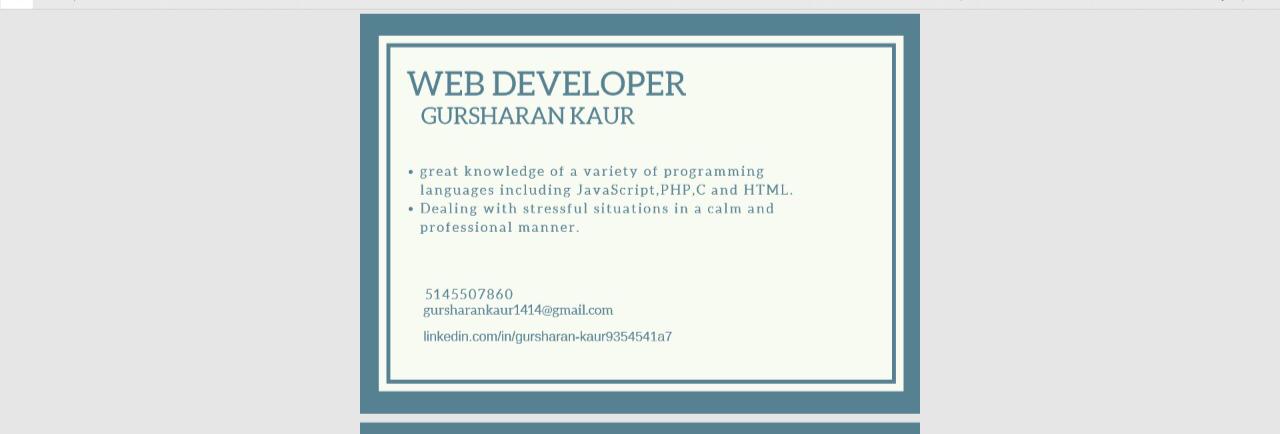 WEB DEVELOPER
GURSHARAN KAUR
• great knowledge of a variety of programming
languages including JavaScript,PHP,C and HTML.
• Dealing with stressful situations in a calm and
professional manner.
5145507860
gursharankaur1414@gmail.com
linkedin.com/in/gursharan-kaur9354541a7